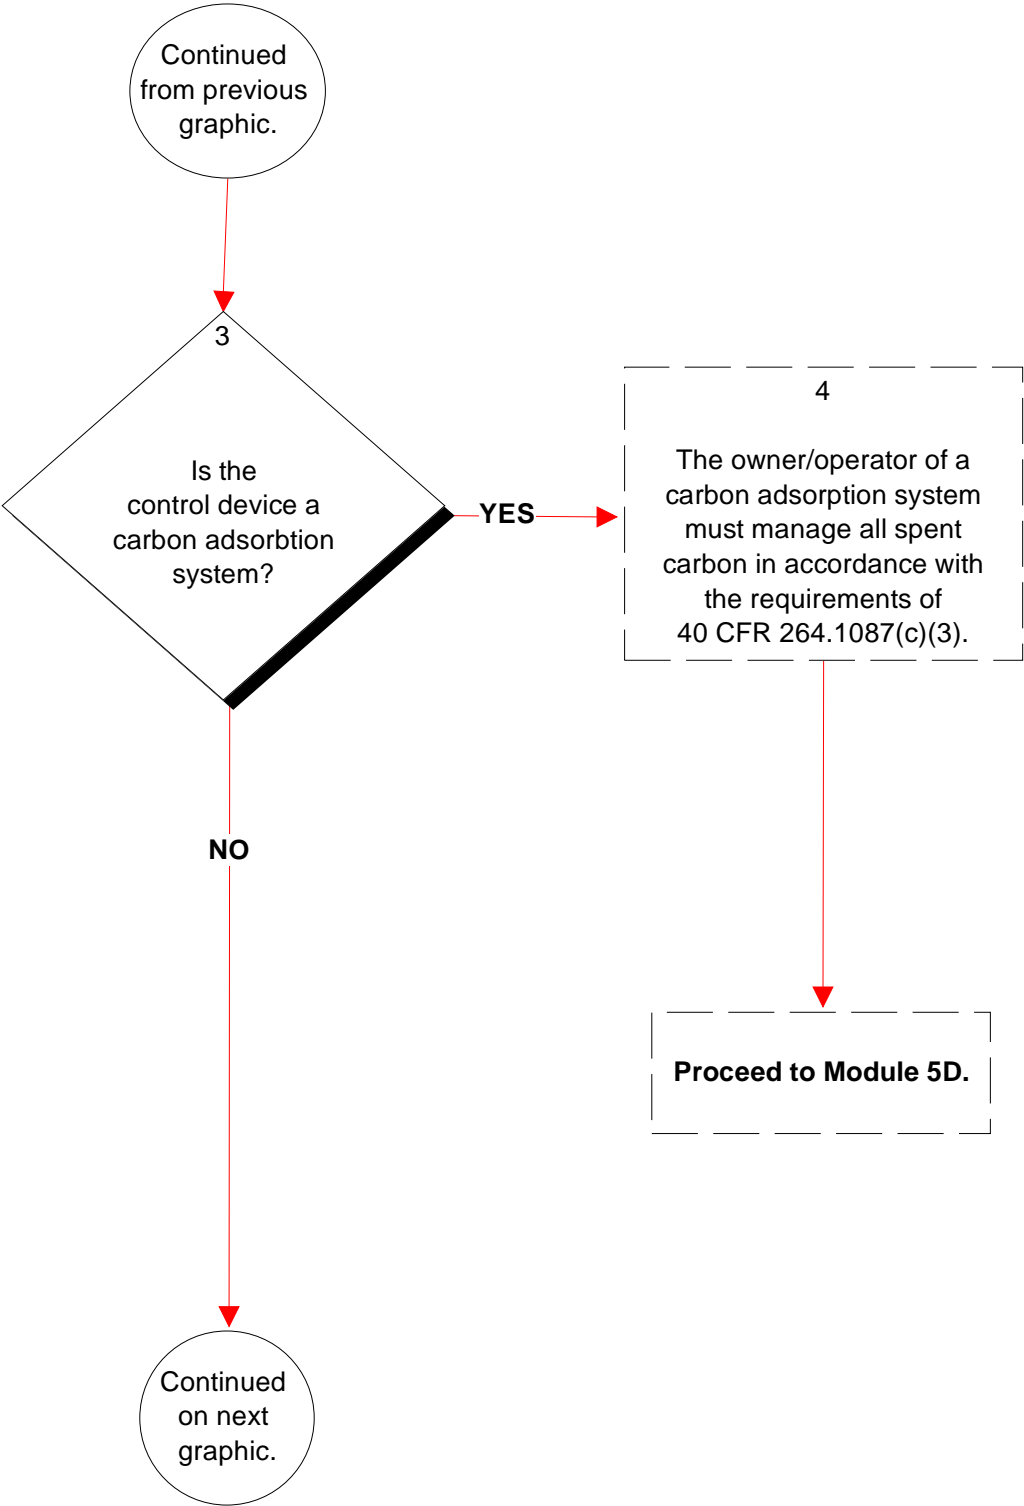 Continued
from previous
graphic.
3
Is the
control device a
carbon adsorbtion
system?
YES
4
The owner/operator of a
carbon adsorption system
must manage all spent
carbon in accordance with
the requirements of
40 CFR 264.1087(c)(3).
NO
Proceed to Module 5D.
Continued
on next
graphic.